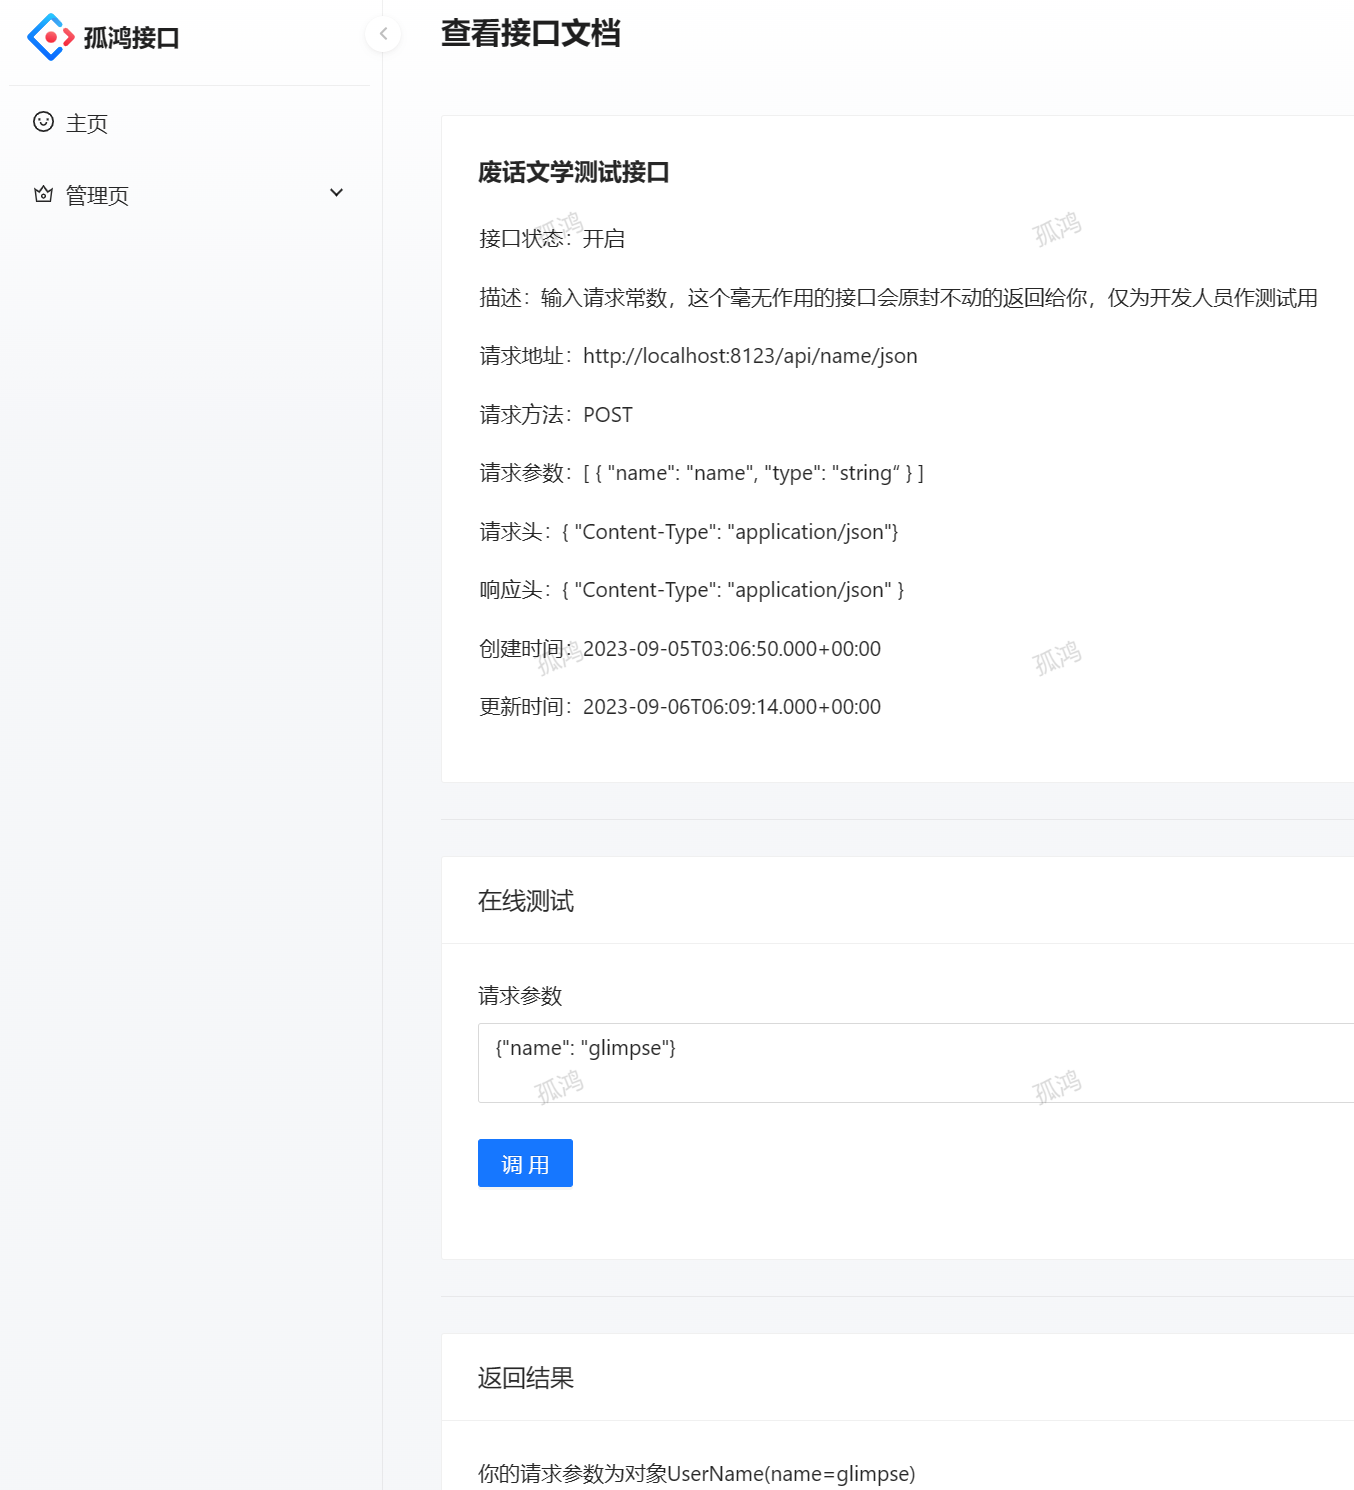 孤鸿接口
主页
管理页
查看接口文档
废话文学测试接口
接口状态：开启
描述：输入请求常数，这个毫无作用的接口会原封不动的返回给你，仅为开发人员作测试用
请求地址：http://localhost:8123/api/name/json
请求方法：POST
请求参数：[ { "name": "name", "type": "string“ } ]
请求头：{ "Content-Type": "application/json"}
响应头：{ "Content-Type": "application/json" }
创建时间：2023-09-05T03:06:50.000+00:00
更新时间：2023-09-06T06:09:14.000+00:00
在线测试
请求参数
{"name": "glimpse"}
调 用
返回结果
你的请求参数为对象UserName(name=glimpse)
孤鸿
孤鸿
孤鸿
孤鸿
孤鸿
孤鸿